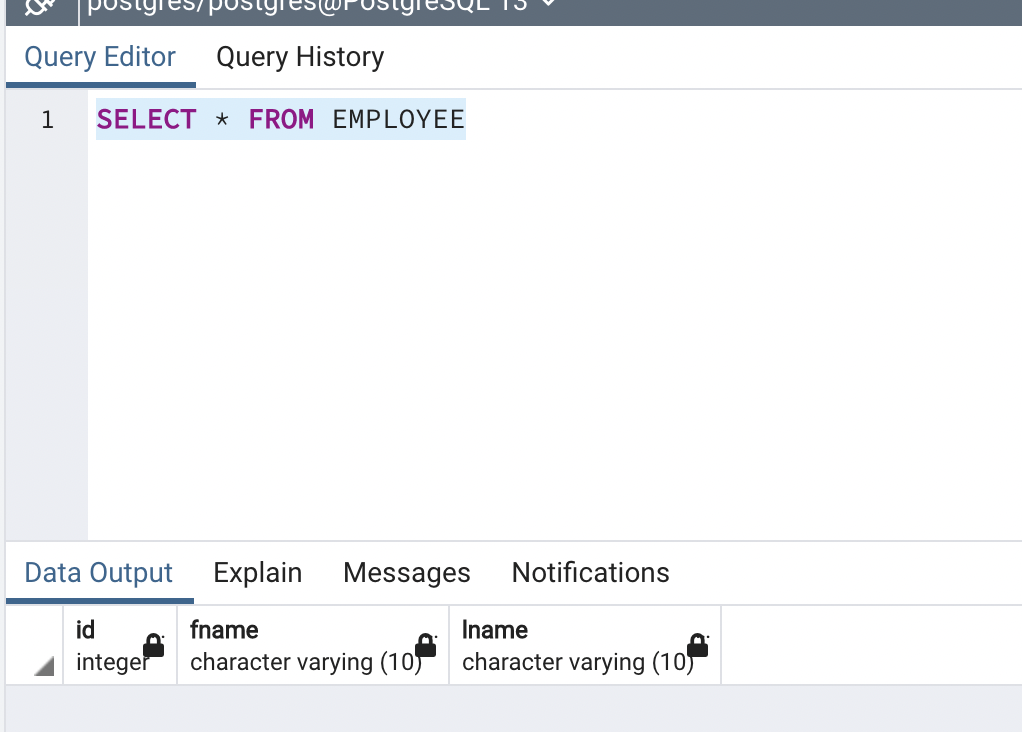 postgres/postgres@PostgreSQL 13
Query Editor Query History
1 SELECT * FROM EMPLOYEE
Data Output Explain Messages Notifications
id fname lname
integer character varying (10) character varying (10)